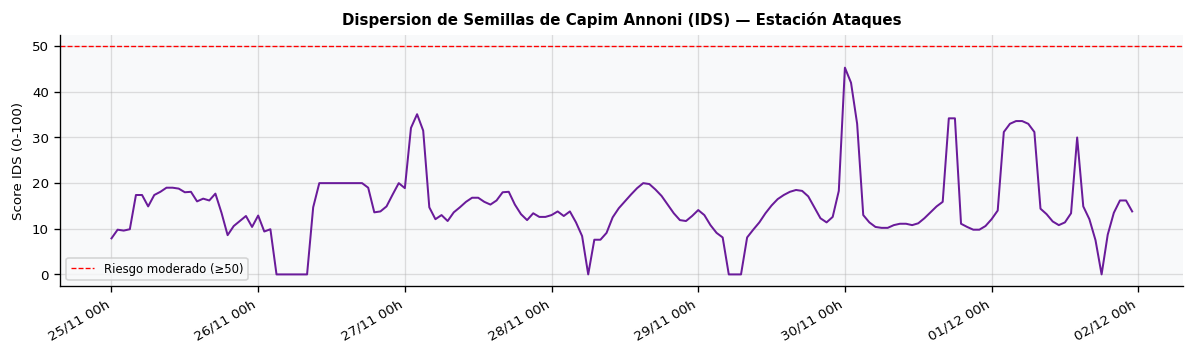 Dispersion de Semillas de Capim Annoni (IDS) — Estación Ataques
Score IDS (0-100)
50
40
30
20
10
0
Riesgo moderado (≥50)
25/11 00h
26/11 00h
27/11 00h
28/11 00h
29/11 00h
30/11 00h
01/12 00h
02/12 00h